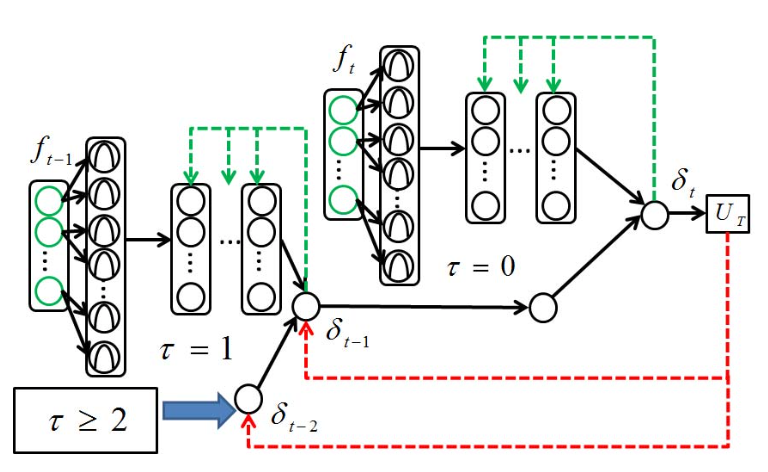 f_t
f_{t-1}
δ_t
U_T
τ = 0
τ = 1
δ_{t-1}
τ ≥ 2
δ_{t-2}